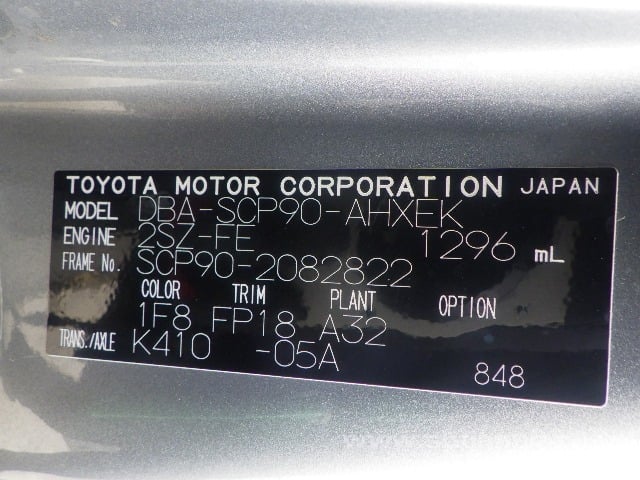 TOYOTA MOTOR CORPORATION JAPAN
MODEL DBA-SCP90-AHXEK
ENGINE 2SZ-FE 1296 mL
FRAME No. SCP90-2082822
COLOR TRIM PLANT OPTION
1F8 FP18 A32
TRANS./AXLE K410 -05A
848